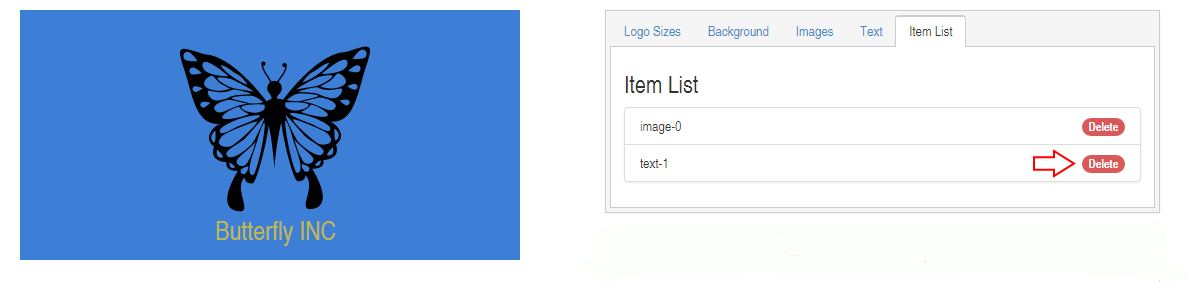 Butterfly INC
Logo Sizes Background Images Text Item List
Item List
image-0 Delete
text-1 Delete